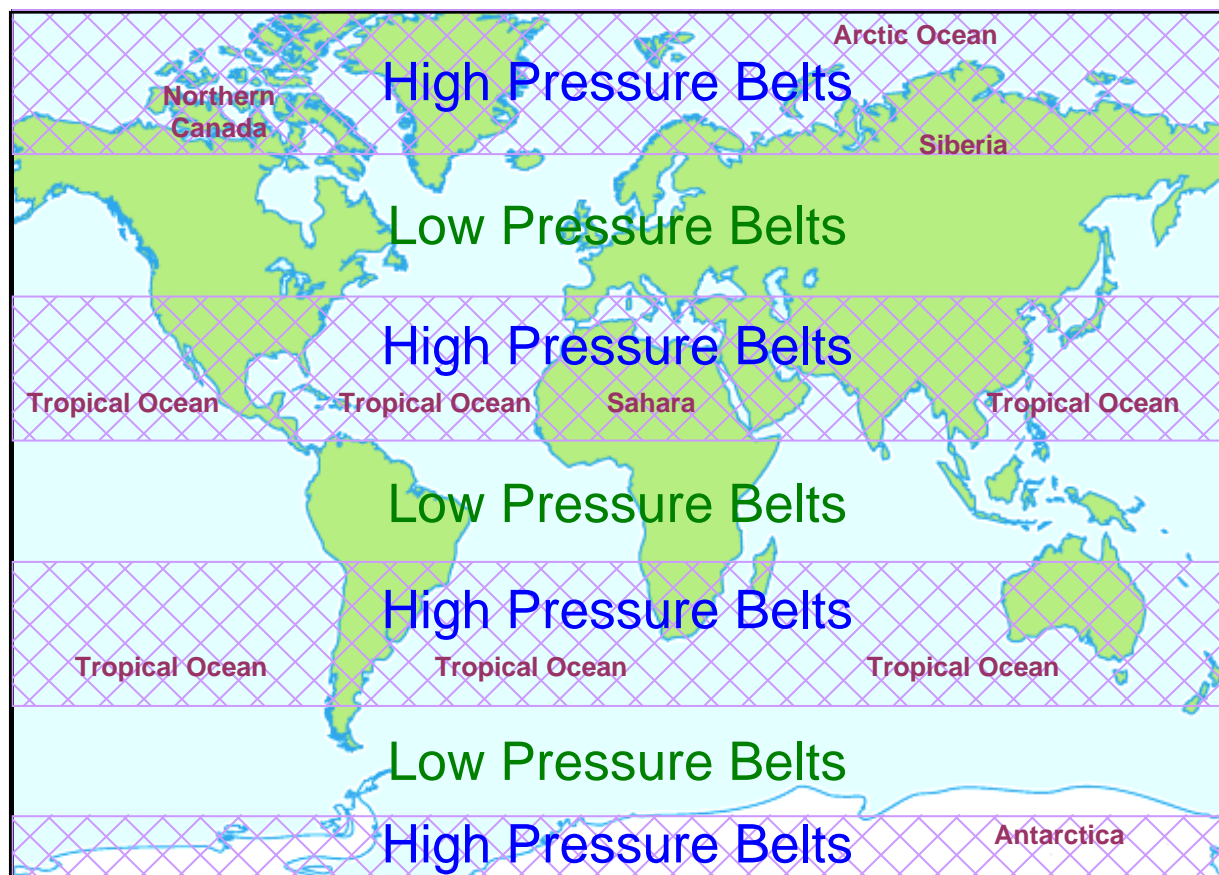 Arctic Ocean
High Pressure Belts
Northern
Canada
Siberia
Low Pressure Belts
High Pressure Belts
Tropical Ocean
Tropical Ocean
Sahara
Tropical Ocean
Low Pressure Belts
High Pressure Belts
Tropical Ocean
Tropical Ocean
Tropical Ocean
Low Pressure Belts
Antarctica
High Pressure Belts